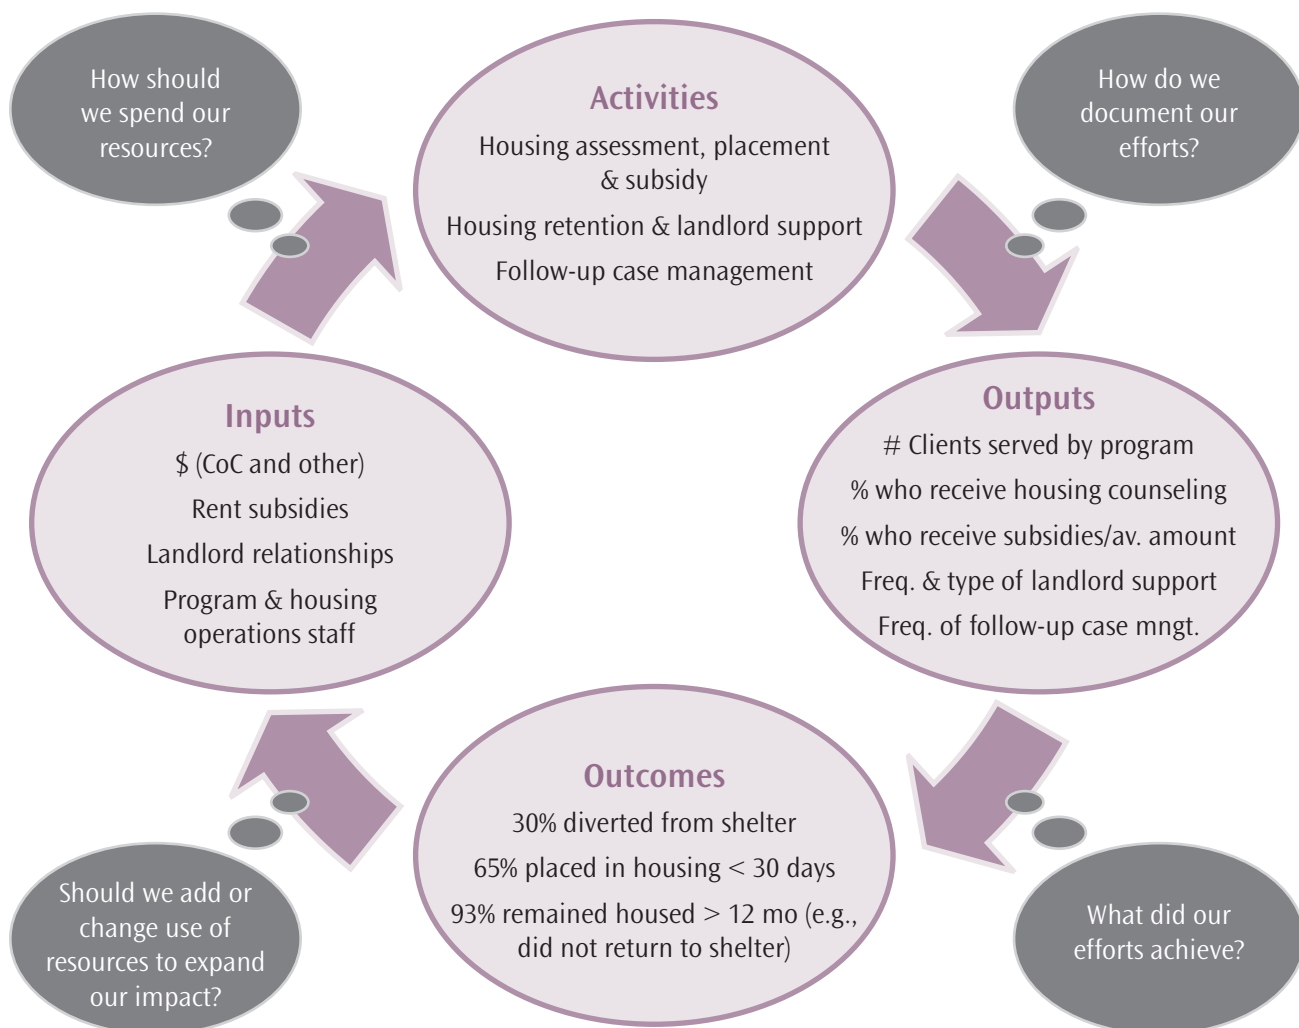 How should
we spend our
resources?
Activities
Housing assessment, placement
& subsidy
Housing retention & landlord support
Follow-up case management
How do we
document our
efforts?
Inputs
$ (CoC and other)
Rent subsidies
Landlord relationships
Program & housing
operations staff
Outputs
# Clients served by program
% who receive housing counseling
% who receive subsidies/av. amount
Freq. & type of landlord support
Freq. of follow-up case mngt.
Outcomes
30% diverted from shelter
65% placed in housing < 30 days
93% remained housed > 12 mo (e.g.,
did not return to shelter)
Should we add or
change use of
resources to expand
our impact?
What did our
efforts achieve?